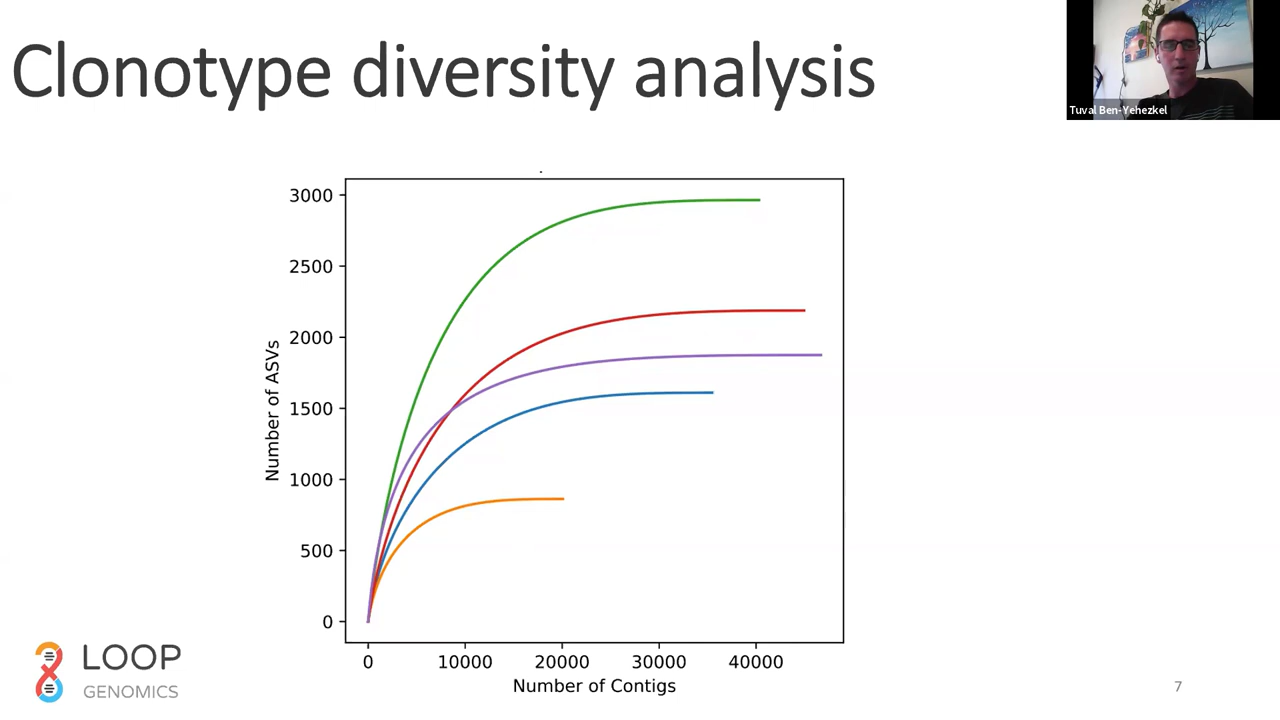 Clonotype diversity analysis
Tuval Ben-Yehezkel
3000
2500
2000
1500
1000
500
0
Number of ASVs
0 10000 20000 30000 40000
Number of Contigs
LOOP
GENOMICS
7